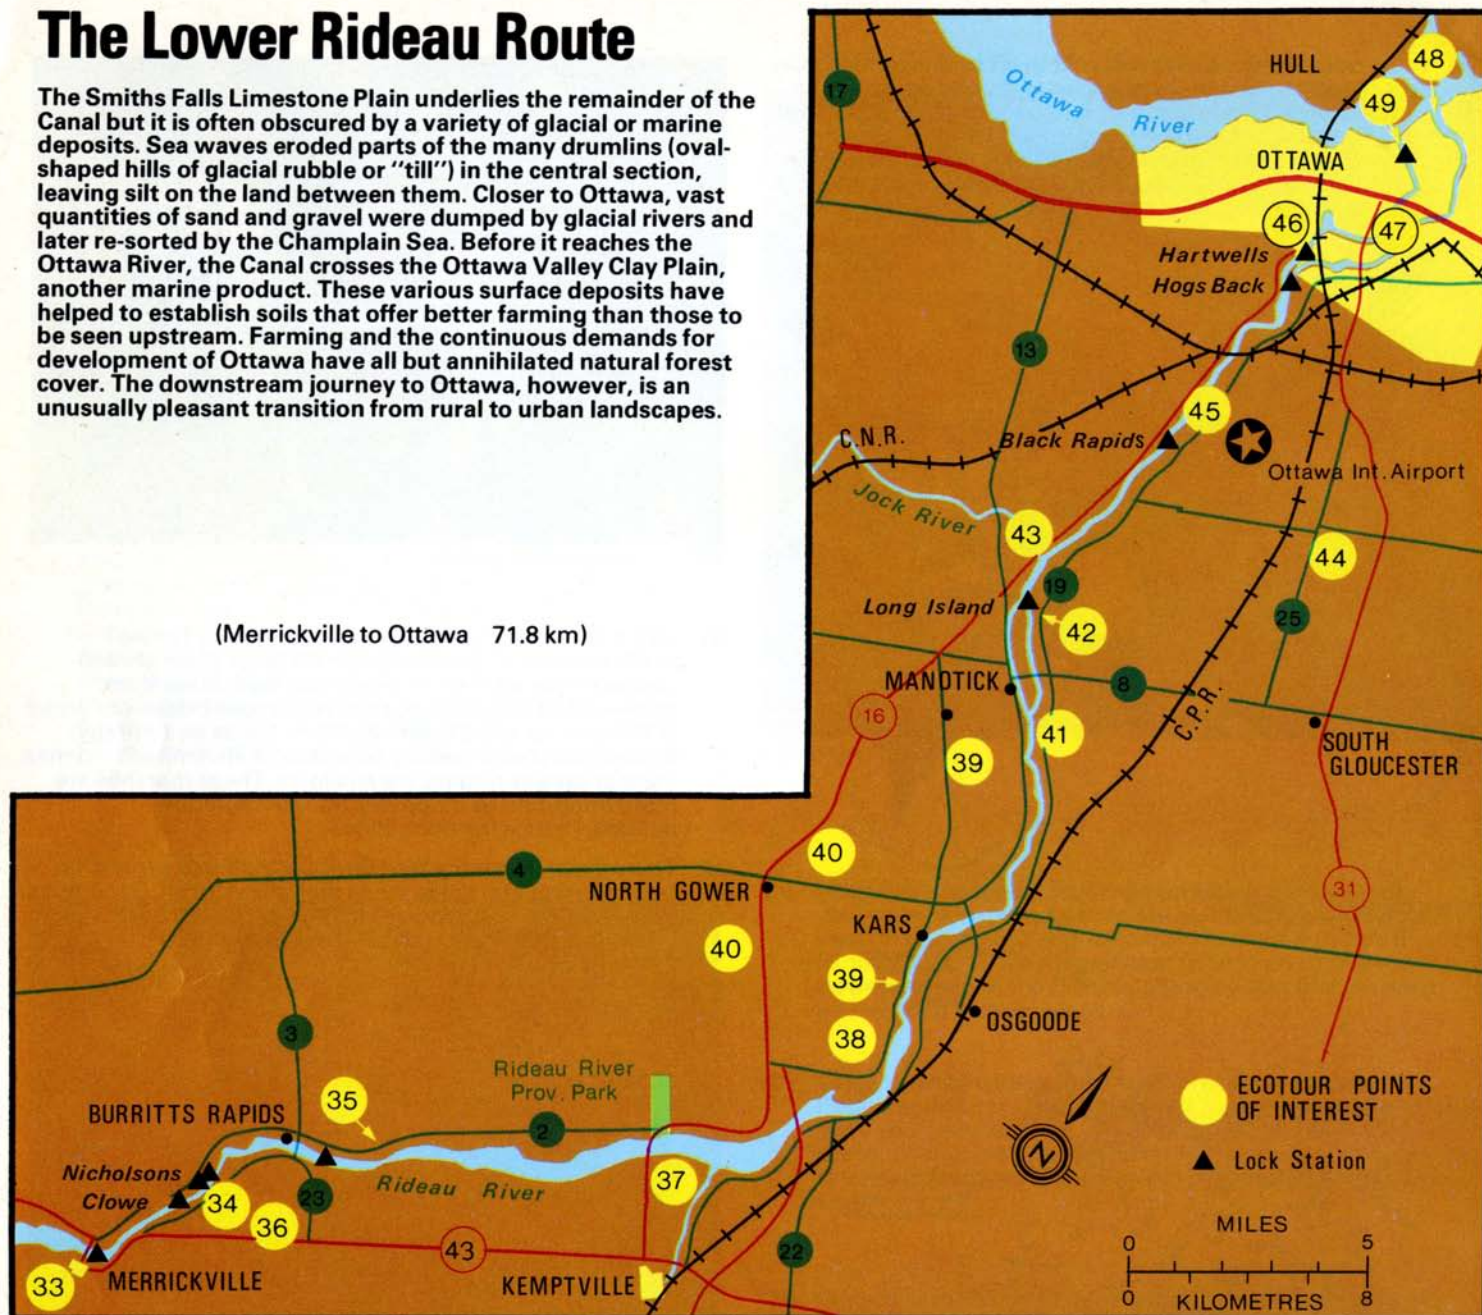 The Lower Rideau Route
The Smiths Falls Limestone Plain underlies the remainder of the
Canal but it is often obscured by a variety of glacial or marine
deposits. Sea waves eroded parts of the many drumlins (oval-
shaped hills of glacial rubble or "till") in the central section,
leaving silt on the land between them. Closer to Ottawa, vast
quantities of sand and gravel were dumped by glacial rivers and
later re-sorted by the Champlain Sea. Before it reaches the
Ottawa River, the Canal crosses the Ottawa Valley Clay Plain,
another marine product. These various surface deposits have
helped to establish soils that offer better farming than those to
be seen upstream. Farming and the continuous demands for
development of Ottawa have all but annihilated natural forest
cover. The downstream journey to Ottawa, however, is an
unusually pleasant transition from rural to urban landscapes.
(Merrickville to Ottawa 71.8 km)
HULL
48
17
Ottawa
River
49
OTTAWA
46
47
Hartwells
Hogs Back
13
45
C.N.R.
Black Rapids
Ottawa Int. Airport
Jock River
43
44
19
Long Island
42
25
MANOTICK
8
16
C.P.R.
41
39
SOUTH
GLOUCESTER
40
4
NORTH GOWER
31
KARS
40
39
38
OSGOODE
3
Rideau River
Prov. Park
35
BURRITTS RAPIDS
2
ECOTOUR POINTS
OF INTEREST
N
Lock Station
Nicholsons
Clowe
34
23
36
Rideau River
37
43
22
MILES
0 5
33
MERRICKVILLE
KEMPTVILLE
0 KILOMETRES 8